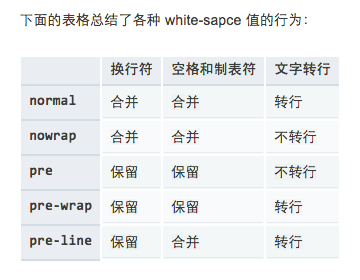 下面的表格总结了各种 white-sapce 值的行为：
换行符 空格和制表符 文字转行
normal 合并 合并 转行
nowrap 合并 合并 不转行
pre 保留 保留 不转行
pre-wrap 保留 保留 转行
pre-line 保留 合并 转行